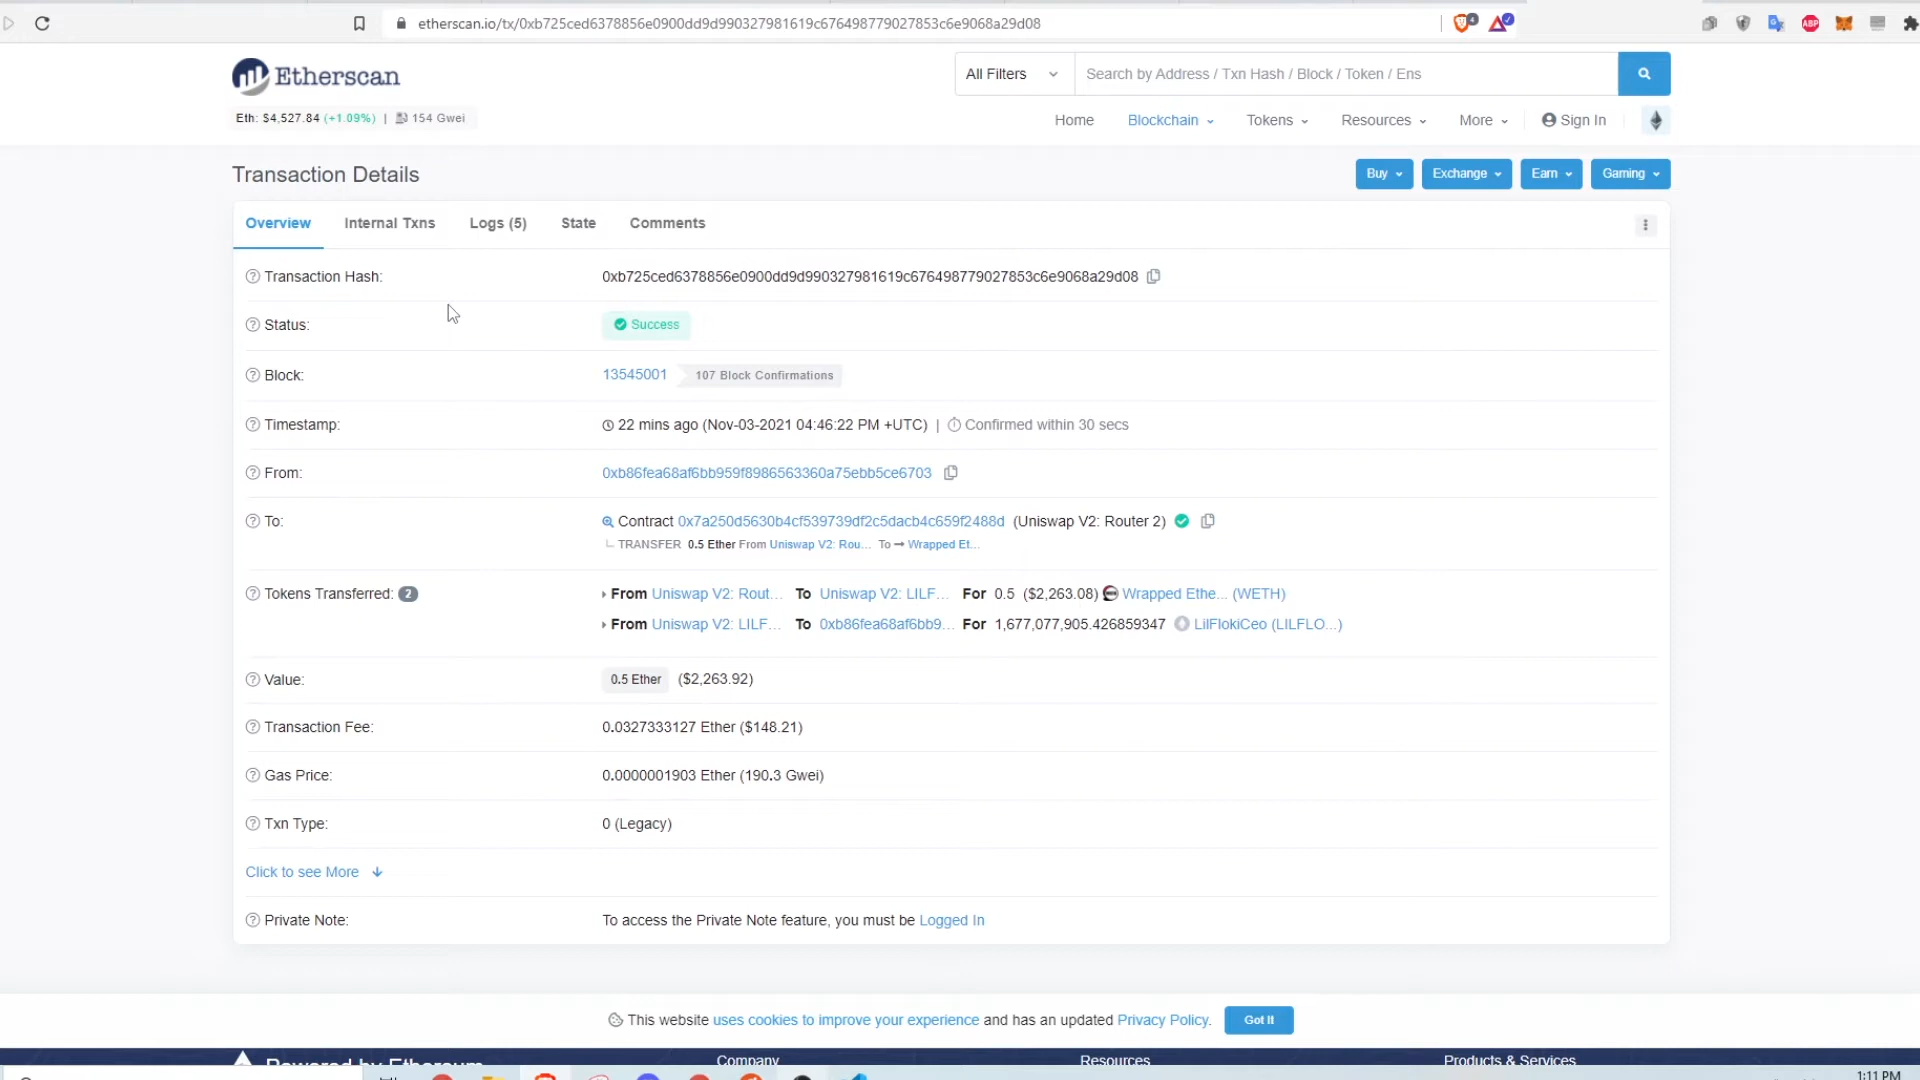 etherscan.io/tx/0xb725ced6378856e0900dd9d990327981619c676498779027853c6e9068a29d08
4
ABP
Etherscan
All Filters
Search by Address / Txn Hash / Block / Token / Ens
Eth: $4,527.84 (+1.09%) | 154 Gwei
Home Blockchain Tokens Resources More Sign In
Transaction Details
Buy Exchange Earn Gaming
Overview Internal Txns Logs (5) State Comments
Transaction Hash: 0xb725ced6378856e0900dd9d990327981619c676498779027853c6e9068a29d08
Status: Success
Block: 13545001 107 Block Confirmations
Timestamp: 22 mins ago (Nov-03-2021 04:46:22 PM +UTC) | Confirmed within 30 secs
From: 0xb86fea68af6bb959f8986563360a75ebb5ce6703
To: Contract 0x7a250d5630b4cf539739df2c5dacb4c659f2488d (Uniswap V2: Router 2)
TRANSFER 0.5 Ether From Uniswap V2: Rou... To → Wrapped Et...
Tokens Transferred: 2
From Uniswap V2: Rout... To Uniswap V2: LILF... For 0.5 ($2,263.08) Wrapped Ethe... (WETH)
From Uniswap V2: LILF... To 0xb86fea68af6bb9... For 1,677,077,905.426859347 LilFlokiCeo (LILFLO...)
Value: 0.5 Ether ($2,263.92)
Transaction Fee: 0.0327333127 Ether ($148.21)
Gas Price: 0.0000001903 Ether (190.3 Gwei)
Txn Type: 0 (Legacy)
Click to see More
Private Note: To access the Private Note feature, you must be Logged In
This website uses cookies to improve your experience and has an updated Privacy Policy. Got It
Powered by Ethereum Company Resources Products & Services
1:11 PM